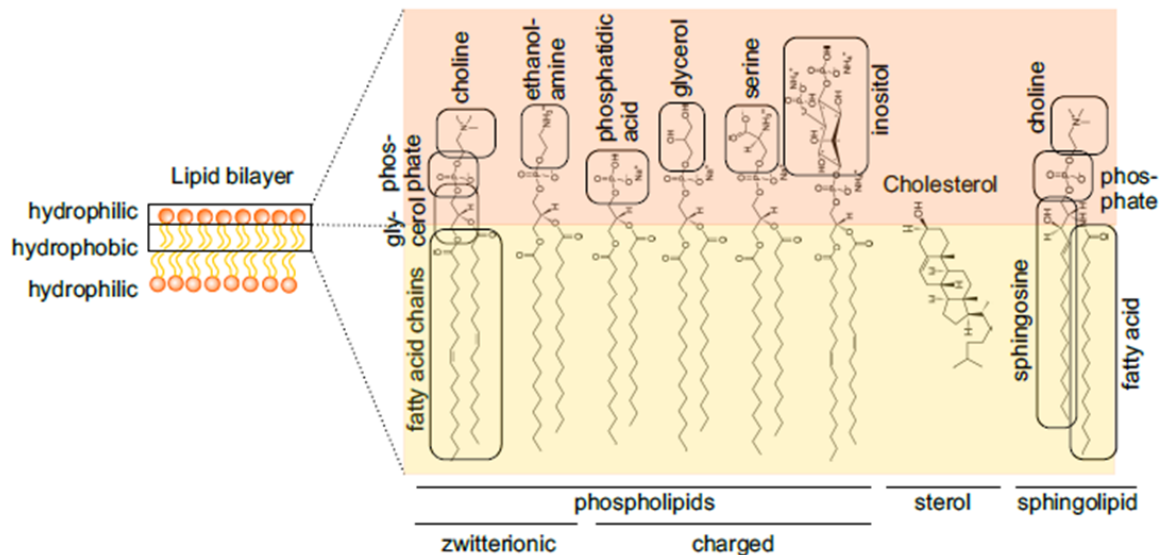 Lipid bilayer
hydrophilic
hydrophobic
hydrophilic
choline
phos-
phate
gly-
cerol
fatty acid chains
ethanol-
amine
phosphatidic
acid
glycerol
serine
inositol
Cholesterol
choline
phos-
phate
sphingosine
fatty acid
phospholipids
sterol
sphingolipid
zwitterionic
charged